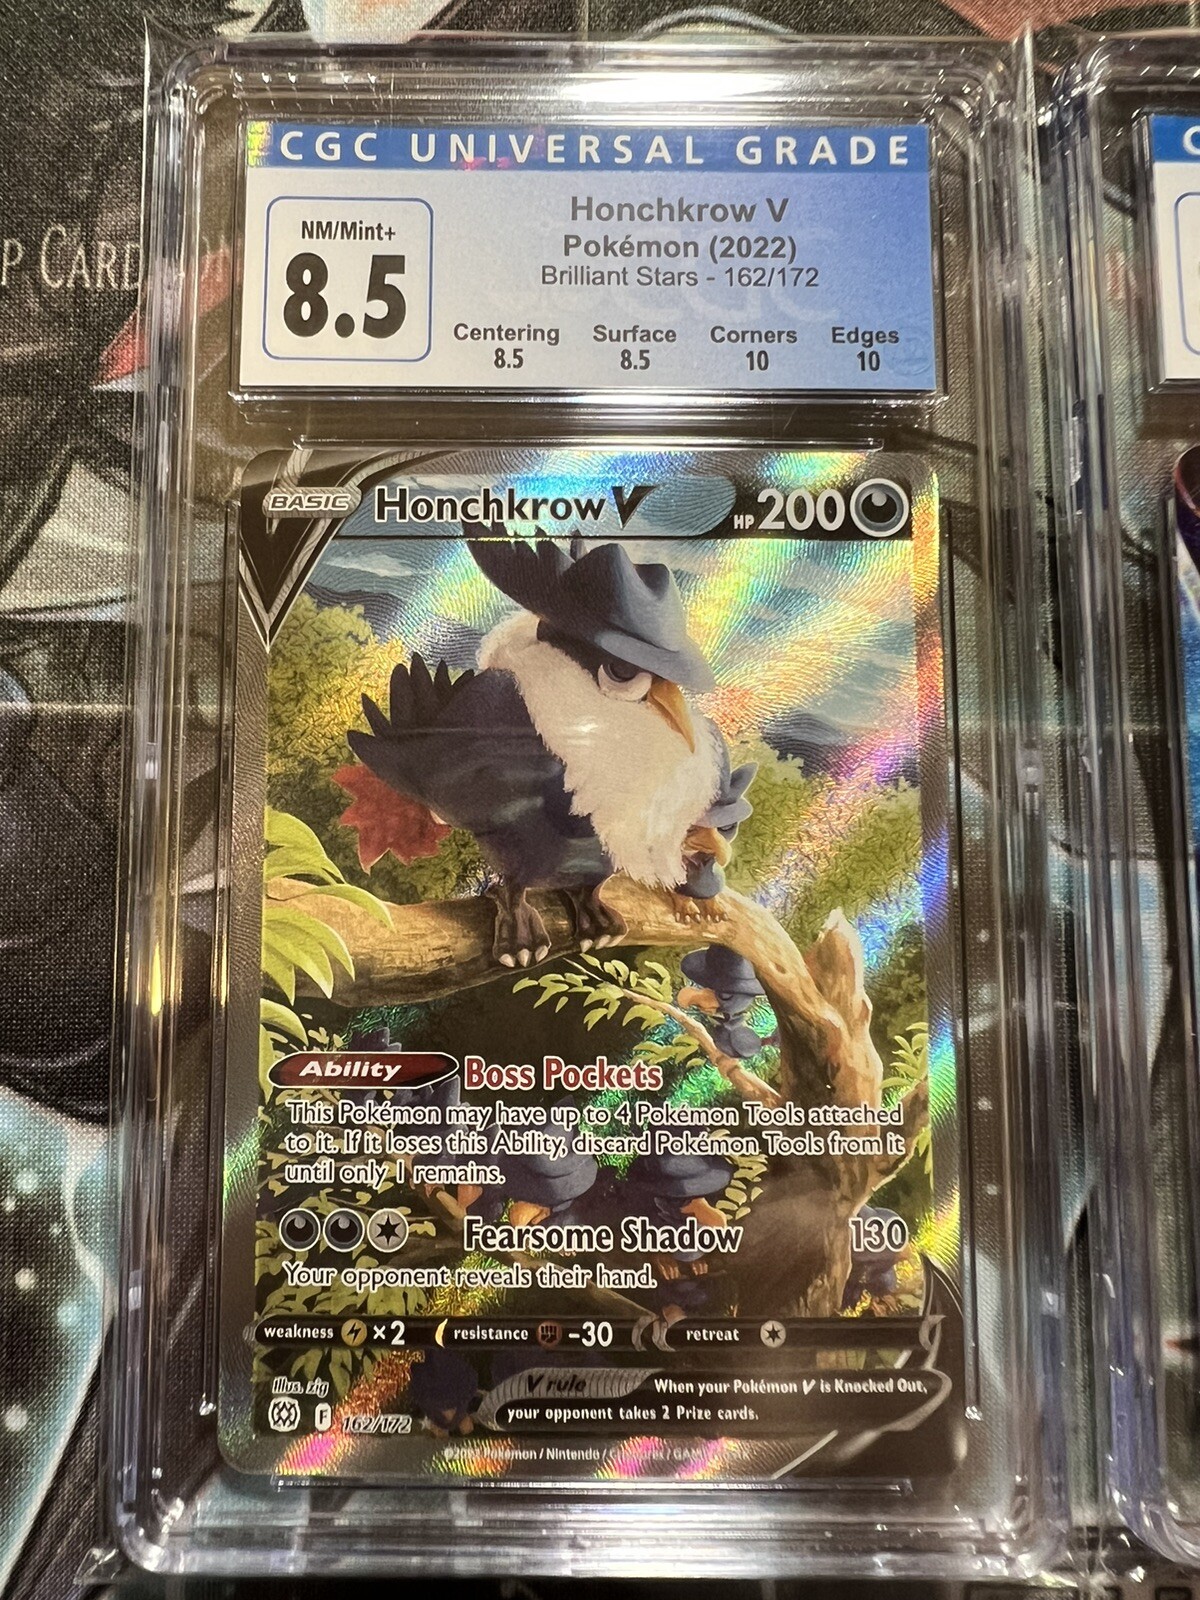 CGC UNIVERSAL GRADE
NM/Mint+
8.5
Honchkrow V
Pokémon (2022)
Brilliant Stars - 162/172
Centering Surface Corners Edges
8.5 8.5 10 10
P CARD
BASIC Honchkrow V HP 200
Ability Boss Pockets
This Pokémon may have up to 4 Pokémon Tools attached
to it. If it loses this Ability, discard Pokémon Tools from it
until only 1 remains.
Fearsome Shadow 130
Your opponent reveals their hand.
weakness ×2 resistance -30 retreat
Illus. zig
V rule When your Pokémon V is Knocked Out,
your opponent takes 2 Prize cards.
F 162/172
Pokémon / Nintendo /